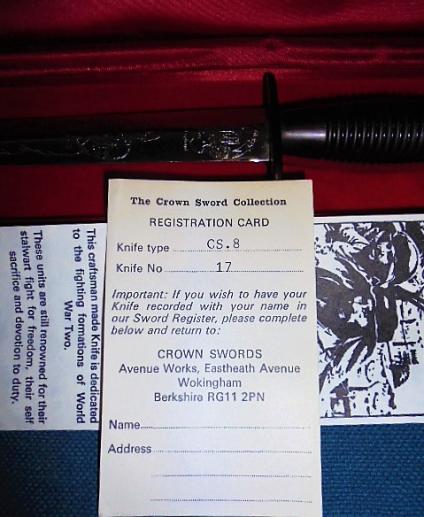 The Crown Sword Collection
REGISTRATION CARD
Knife type CS.8
Knife No 17
Important: If you wish to have your
Knife recorded with your name in
our Sword Register, please complete
below and return to:
CROWN SWORDS
Avenue Works, Eastheath Avenue
Wokingham
Berkshire RG11 2PN
Name
Address
This craftsman made Knife is dedicated
to the fighting formations of World
War Two.
These units are still renowned for their
stalwart fight for freedom, their self
sacrifice and devotion to duty.